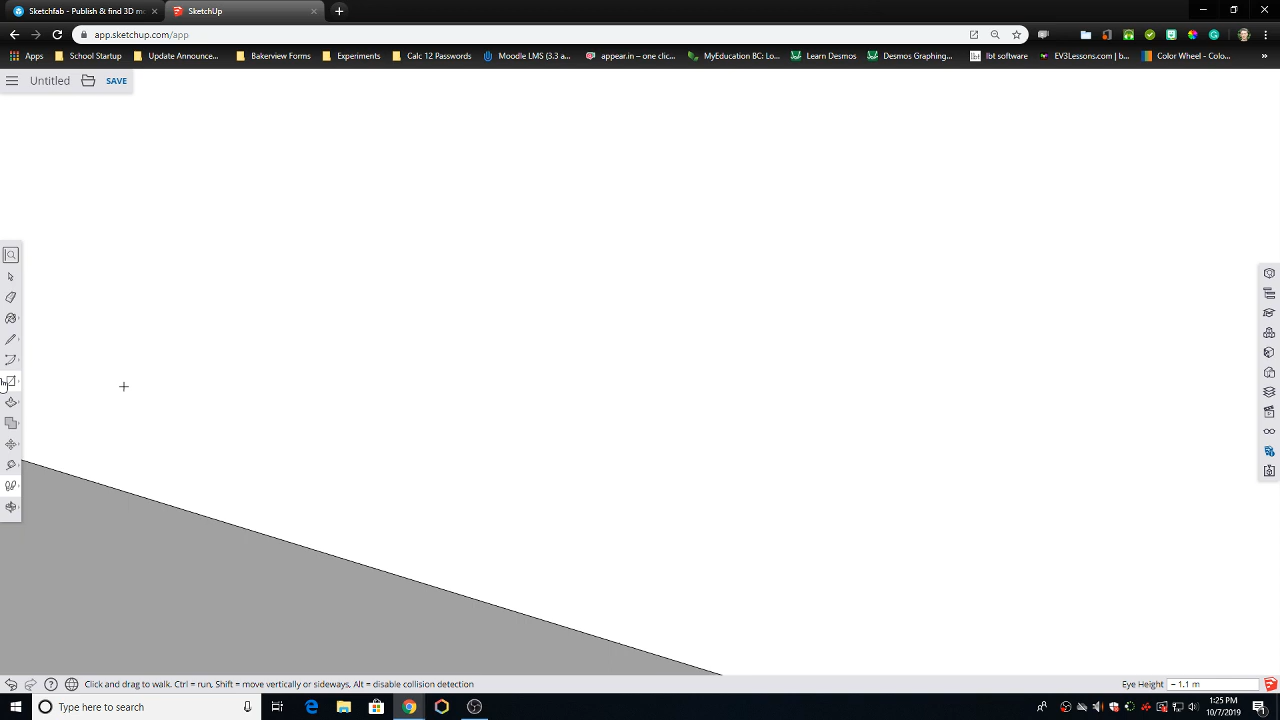 Sketchfab - Publish & find 3D m
SketchUp
app.sketchup.com/app
Apps
School Startup
Update Announce...
Bakeview Forms
Experiments
Calc 12 Passwords
Moodle LMS (3.3 a...
appear.in – one clic...
MyEducation BC: Lo...
Learn Desmos
Desmos Graphing...
lbt software
EV3Lessons.com | b...
Color Wheel - Colo...
»
Untitled
SAVE
Click and drag to walk. Ctrl = run, Shift = move vertically or sideways, Alt = disable collision detection
Eye Height
~ 1.1 m
Type here to search
1:25 PM
10/7/2019